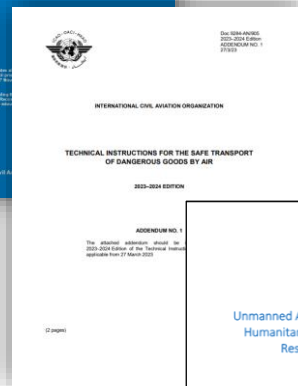 Doc 9284-AN/905
2023–2024 Edition
ADDENDUM NO. 1
27/3/23
INTERNATIONAL CIVIL AVIATION ORGANIZATION
TECHNICAL INSTRUCTIONS FOR THE SAFE TRANSPORT
OF DANGEROUS GOODS BY AIR
2023–2024 EDITION
ADDENDUM NO. 1
The attached addendum should be
2023–2024 Edition of the Technical
applicable from 27 March 2023
(2 pages)
Unmanned A
Humanitar
Res